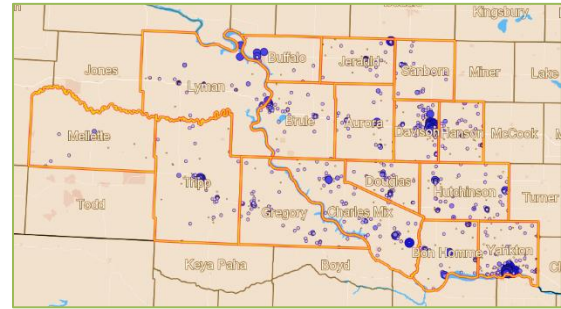 Kingsbury
Jones
Buffalo
Jerauld
Sanborn
Miner
Lake
Lyman
Brule
Aurora
Davison
Hanson
McCook
Mellette
Tripp
Douglas
Hutchinson
Turner
Todd
Gregory
Charles Mix
Bon Homme
Yankton
Keya Paha
Boyd